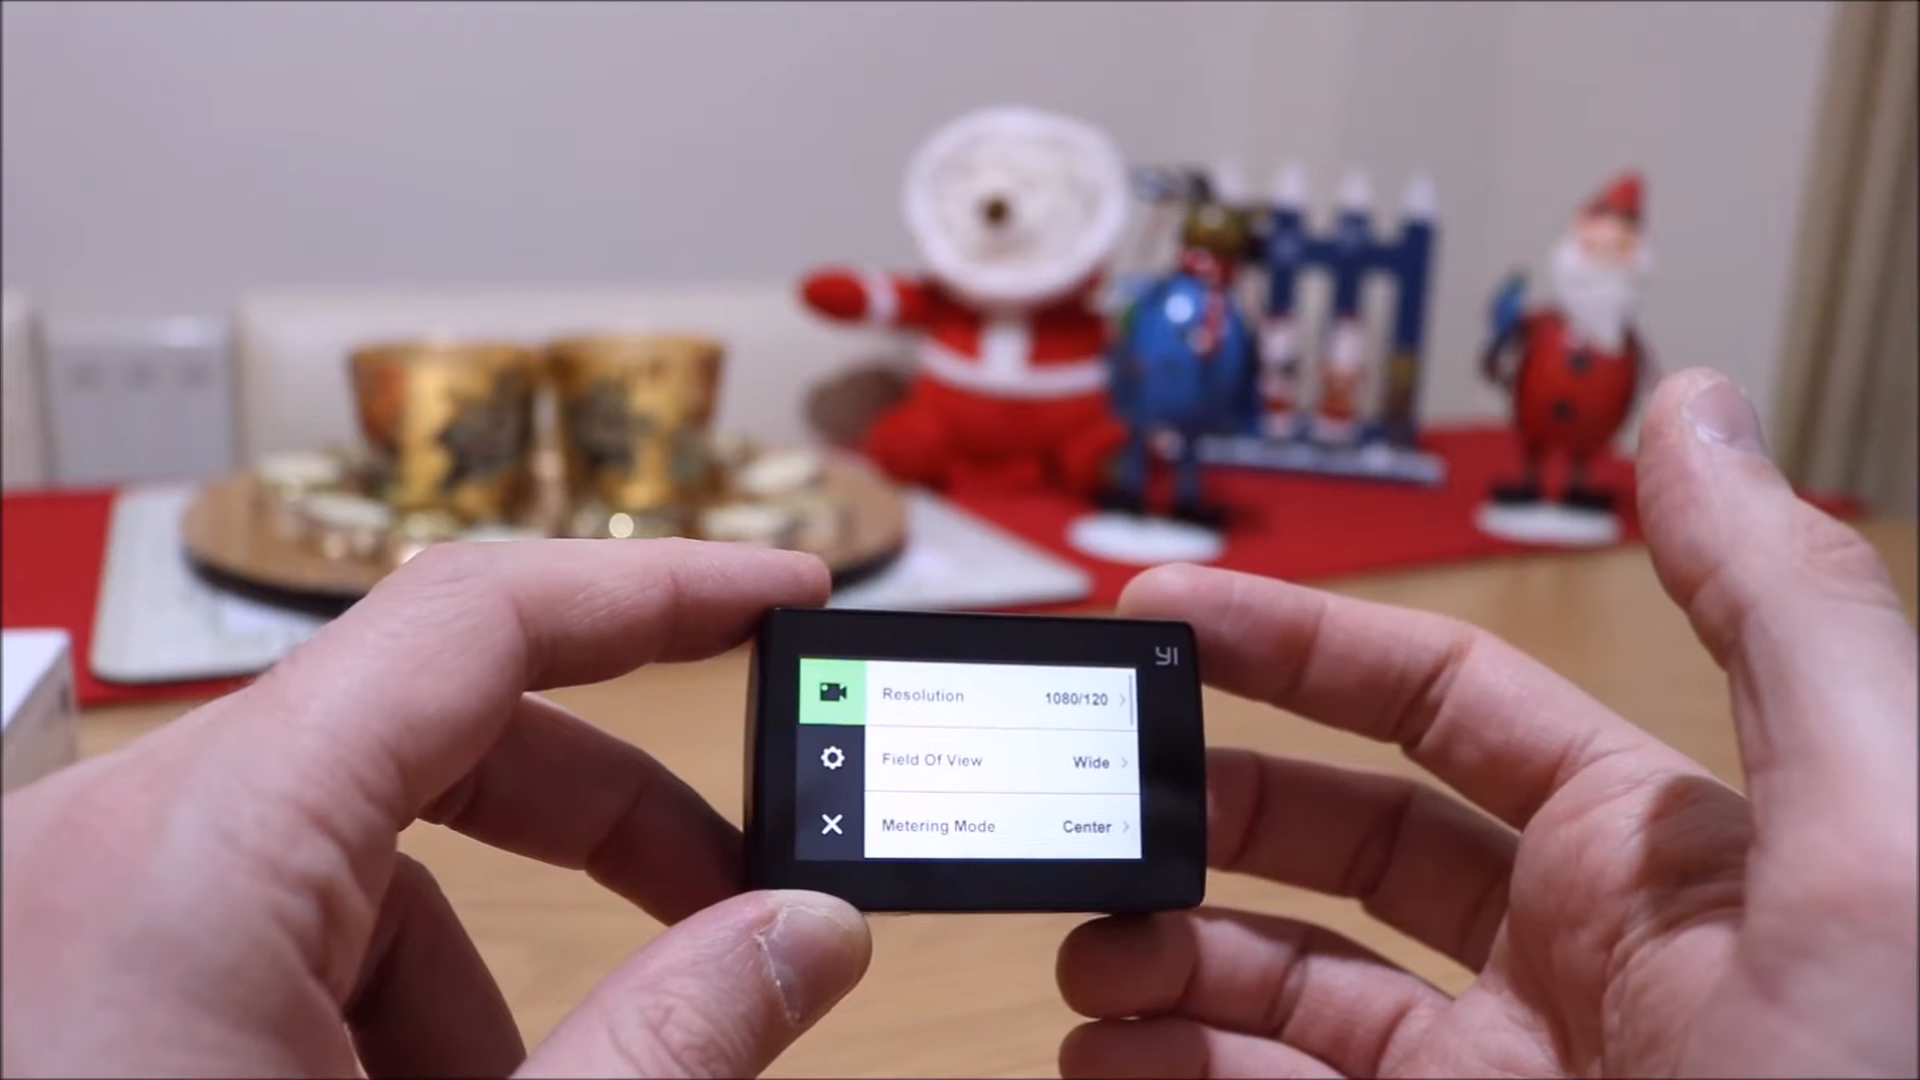 YI
Resolution 1080/120
Field Of View Wide
Metering Mode Center